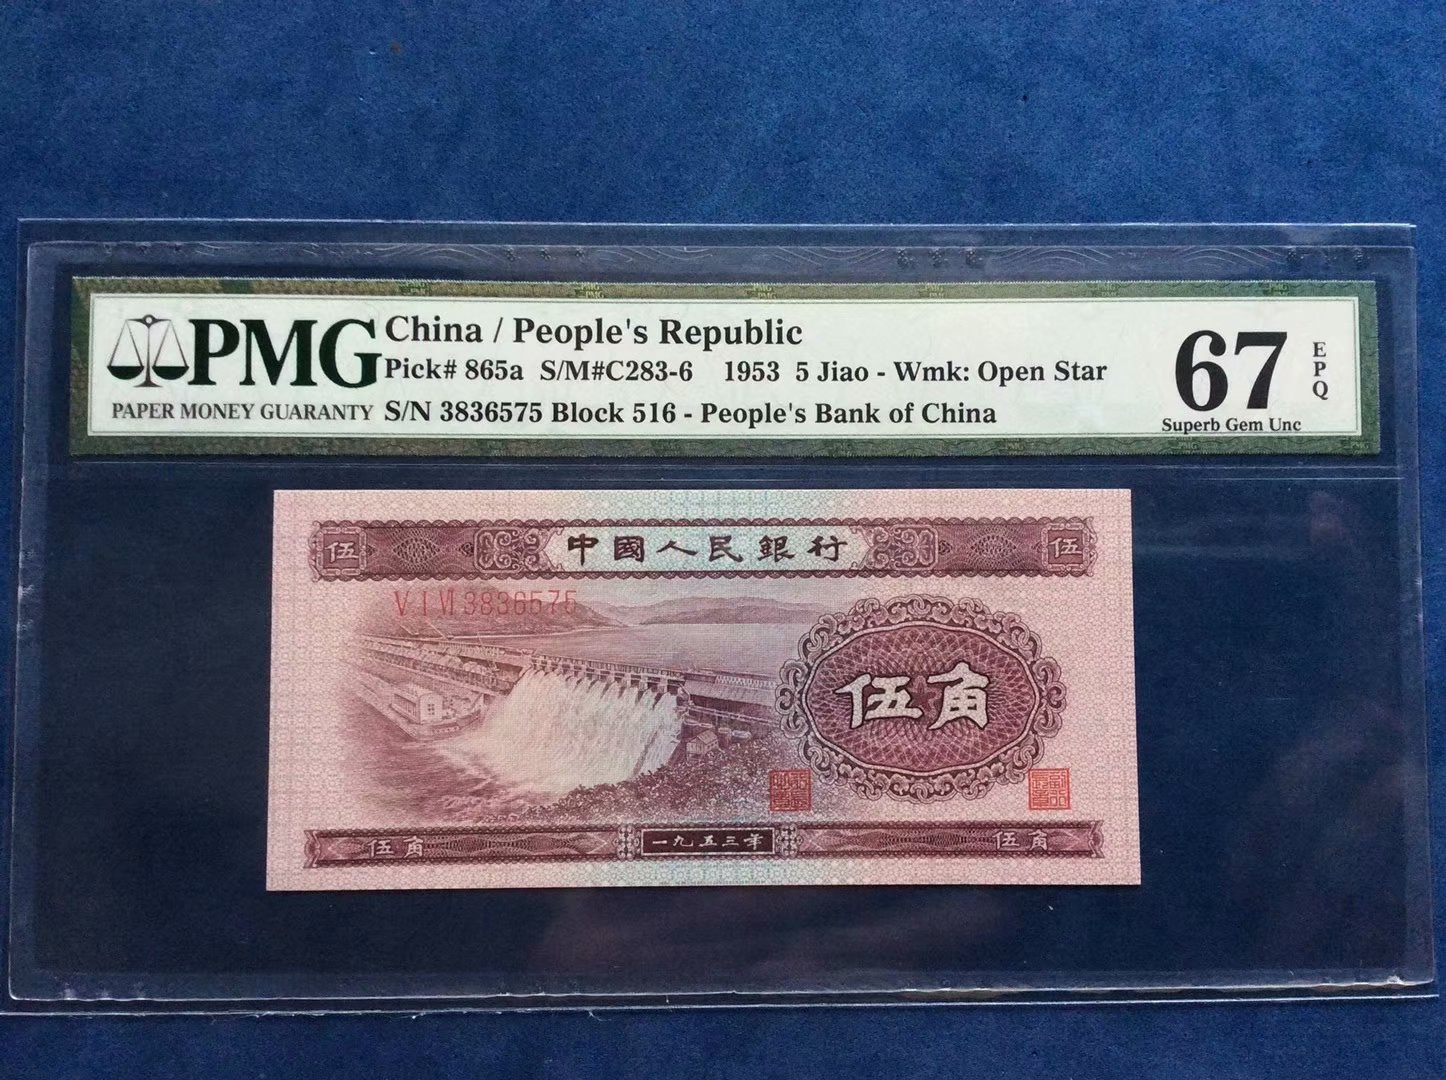 PMG
PAPER MONEY GUARANTY
China / People's Republic
Pick# 865a S/M#C283-6 1953 5 Jiao - Wmk: Open Star
S/N 3836575 Block 516 - People's Bank of China
67
EPQ
Superb Gem Unc
伍 中國人民銀行 伍
V I VI 3836575
伍角
伍角 一九五三年 伍角